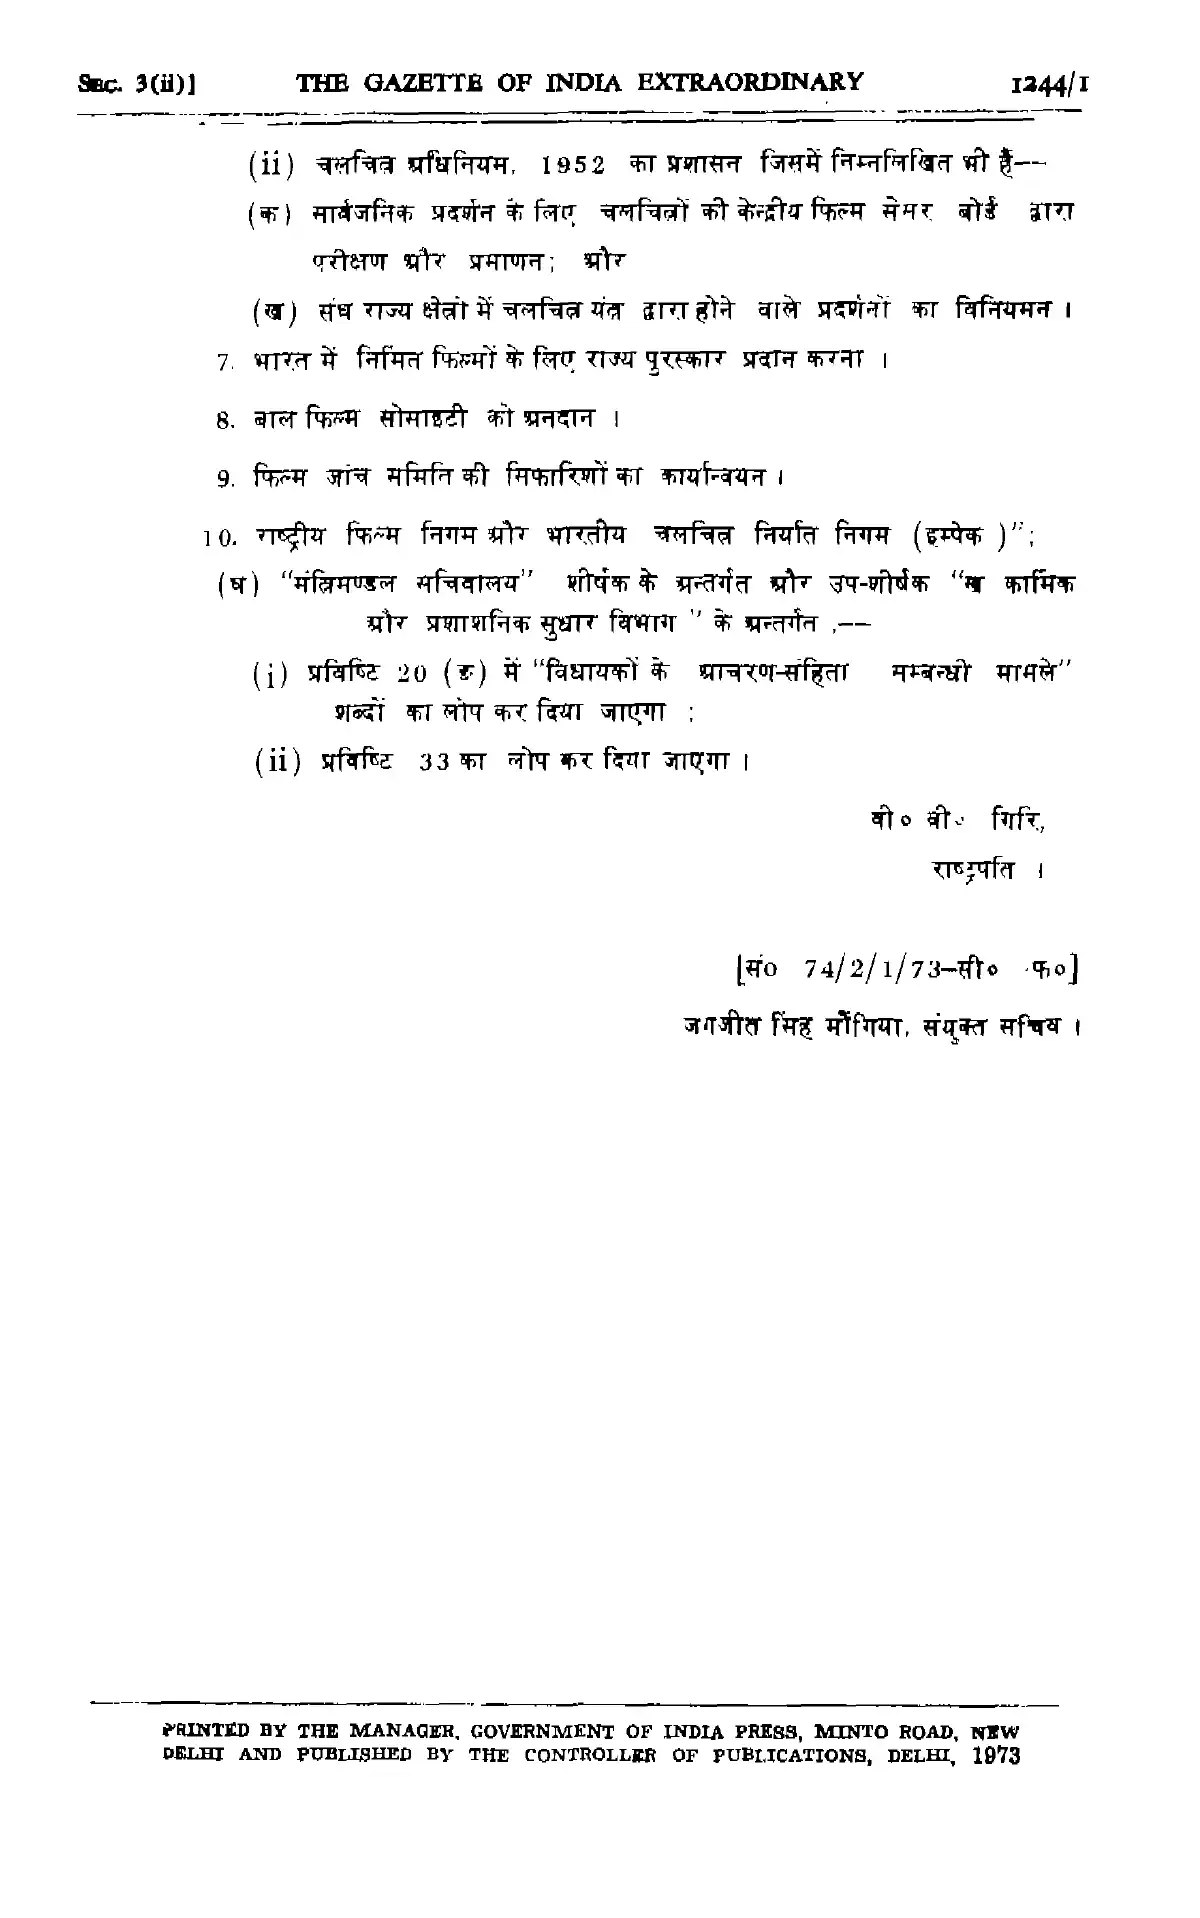 SEC. 3(ii)] THE GAZETTE OF INDIA EXTRAORDINARY 1244/1
(ii) चलचित्र अधिनियम, 1952 का प्रशासन जिसमें निम्नलिखित भी हैं--
(क) सार्वजनिक प्रदर्शन के लिए चलचित्रों की केन्द्रीय फिल्म सेंसर बोर्ड द्वारा
परीक्षण और प्रमाणन; और
(ख) संघ राज्य क्षेत्रों में चलचित्र यंत्र द्वारा होने वाले प्रदर्शनों का विनियमन ।
7. भारत में निर्मित फिल्मों के लिए राज्य पुरस्कार प्रदान करना ।
8. बाल फिल्म सोसाइटी को अनदान ।
9. फिल्म जांच समिति की सिफारिशों का कार्यान्वयन ।
10. राष्ट्रीय फिल्म निगम और भारतीय चलचित्र निर्यात निगम (इम्पेक )";
(घ) "मंत्रिमण्डल सचिवालय" शीर्षक के अन्तर्गत और उप-शीर्षक "ख कार्मिक
और प्रशाशनिक सुधार विभाग " के अन्तर्गत ,--
(i) प्रविष्टि 20 (ङ) में "विधायकों के आचरण-संहिता सम्बन्धी मामले"
शब्दों का लोप कर दिया जाएगा ;
(ii) प्रविष्टि 33 का लोप कर दिया जाएगा ।
वी० वी० गिरि,
राष्ट्रपति ।
[सं० 74/2/1/73-सी० फ०]
जगजीत सिंह मोंगिया, संयुक्त सचिव ।
PRINTED BY THE MANAGER, GOVERNMENT OF INDIA PRESS, MINTO ROAD, NEW
DELHI AND PUBLISHED BY THE CONTROLLER OF PUBLICATIONS, DELHI, 1973